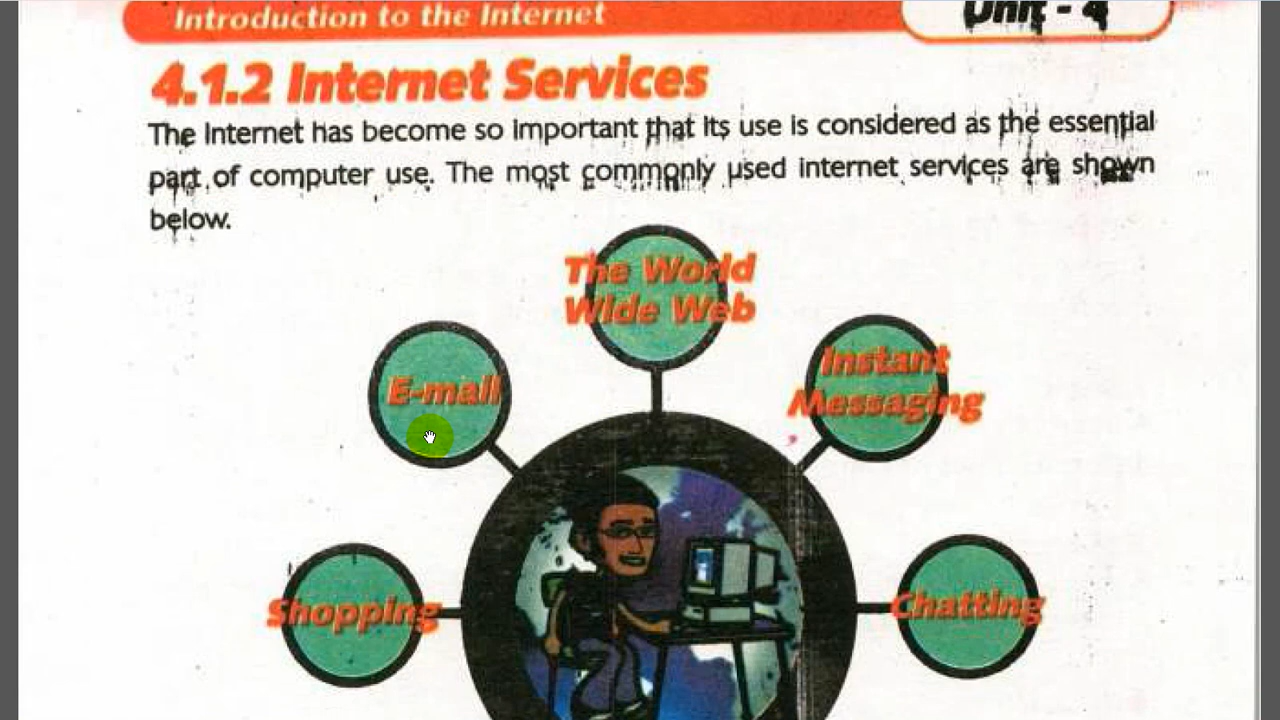 Introduction to the Internet
Unit - 4
4.1.2 Internet Services
The Internet has become so important that its use is considered as the essential
part of computer use. The most commonly used internet services are shown
below.
The World
Wide Web
E-mail
Instant
Messaging
Shopping
Chatting